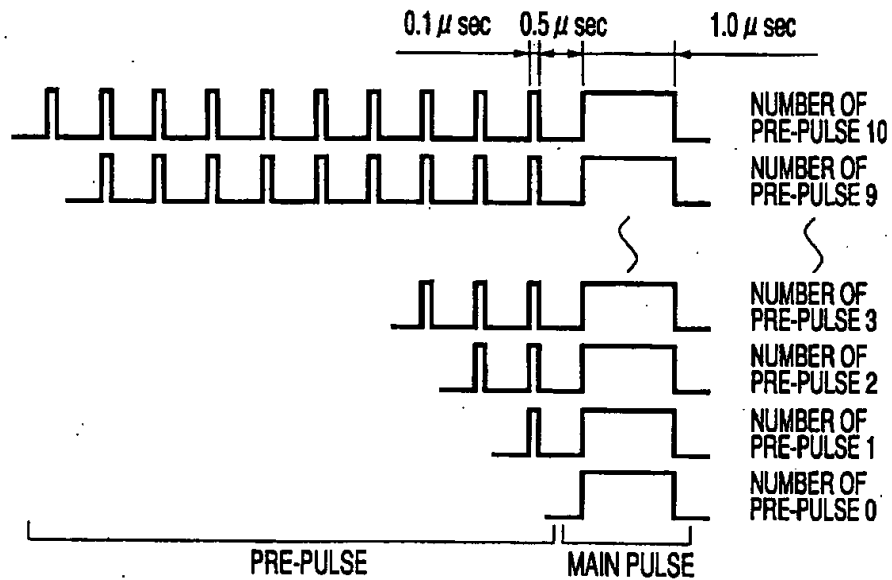 0.1 μ sec 0.5 μ sec 1.0 μ sec
NUMBER OF
PRE-PULSE 10
NUMBER OF
PRE-PULSE 9
NUMBER OF
PRE-PULSE 3
NUMBER OF
PRE-PULSE 2
NUMBER OF
PRE-PULSE 1
NUMBER OF
PRE-PULSE 0
PRE-PULSE MAIN PULSE